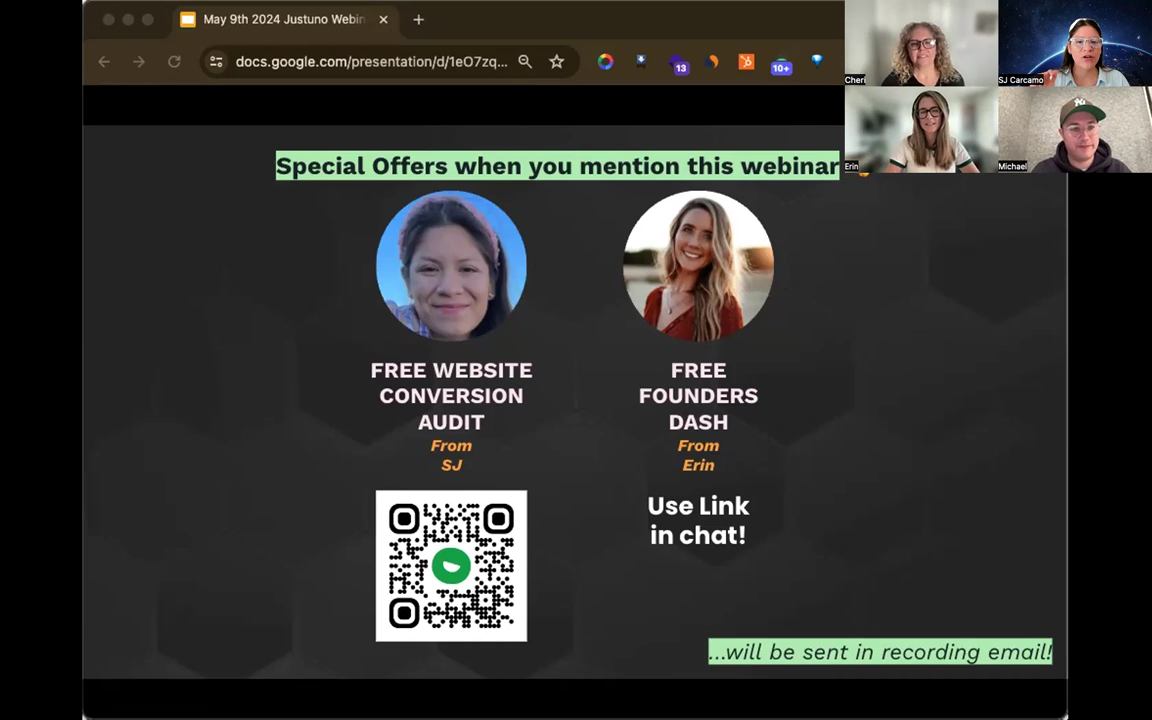 May 9th 2024 Justuno Webin
docs.google.com/presentation/d/1eO7zq...
13
10+
Cheri
SJ Carcamo
Erin
Michael
Special Offers when you mention this webinar
FREE WEBSITE
CONVERSION
AUDIT
From
SJ
FREE
FOUNDERS
DASH
From
Erin
Use Link
in chat!
...will be sent in recording email!